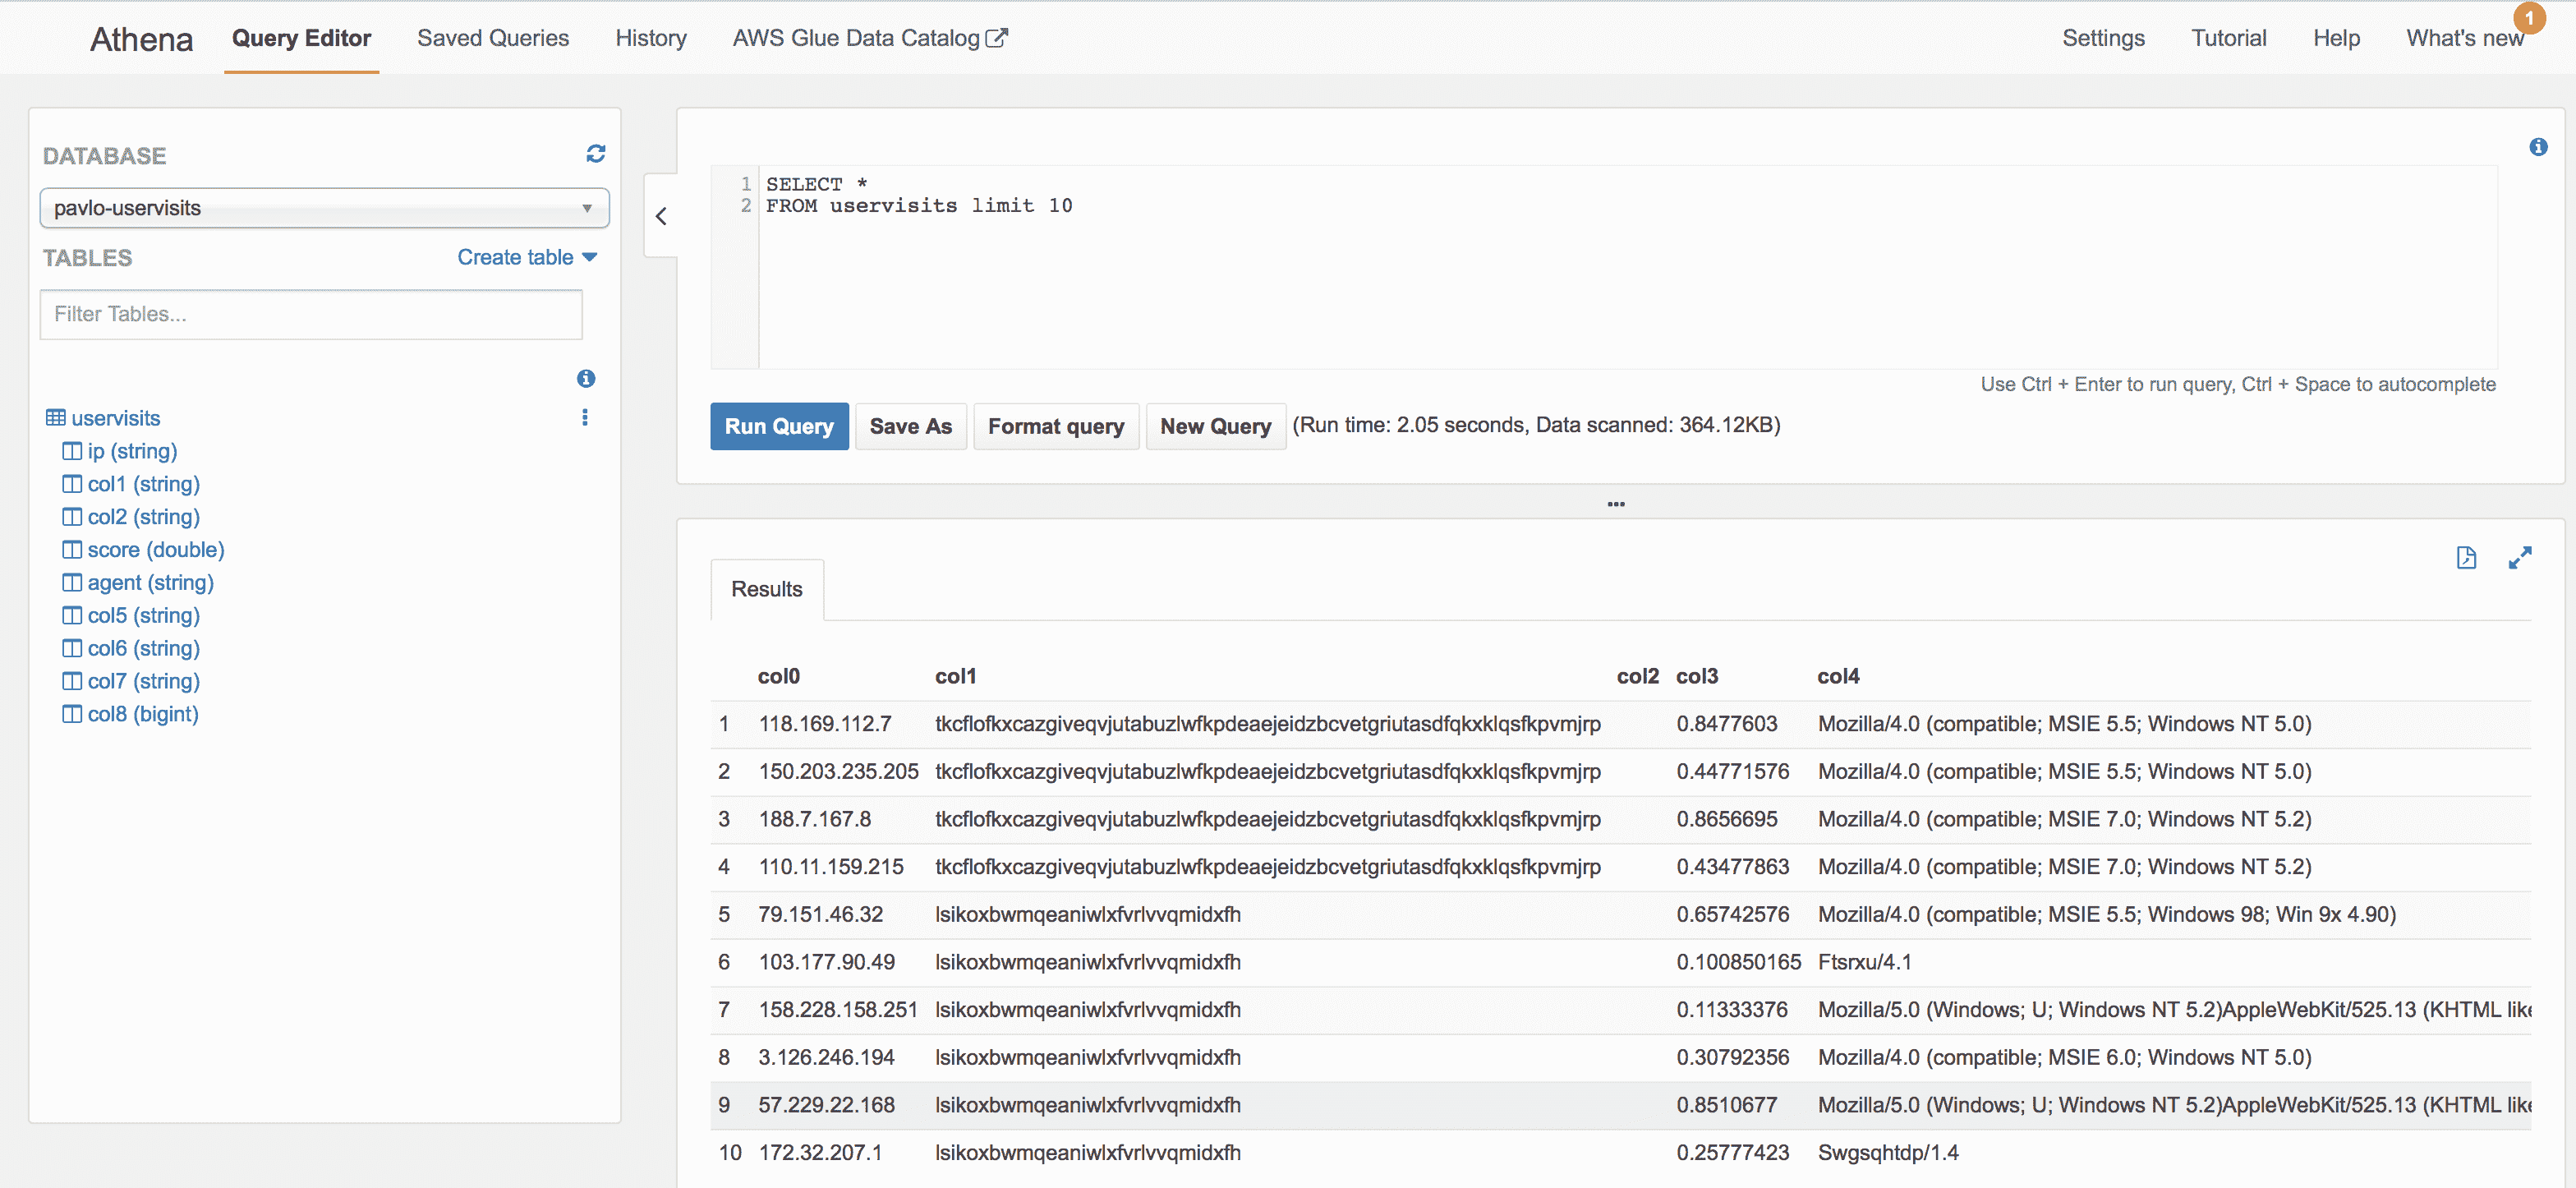 Athena Query Editor Saved Queries History AWS Glue Data Catalog Settings Tutorial Help What's new 1
DATABASE
pavlo-uservisits
TABLES Create table
Filter Tables...
uservisits
ip (string)
col1 (string)
col2 (string)
score (double)
agent (string)
col5 (string)
col6 (string)
col7 (string)
col8 (bigint)
1 SELECT *
2 FROM uservisits limit 10
Use Ctrl + Enter to run query, Ctrl + Space to autocomplete
Run Query Save As Format query New Query (Run time: 2.05 seconds, Data scanned: 364.12KB)
Results
col0 col1 col2 col3 col4
1 118.169.112.7 tkcflofkxcazgiveqvjutabuzlwfkpdeaejeidzbcvetgriutasdfqkxklqsfkpvmjrp 0.8477603 Mozilla/4.0 (compatible; MSIE 5.5; Windows NT 5.0)
2 150.203.235.205 tkcflofkxcazgiveqvjutabuzlwfkpdeaejeidzbcvetgriutasdfqkxklqsfkpvmjrp 0.44771576 Mozilla/4.0 (compatible; MSIE 5.5; Windows NT 5.0)
3 188.7.167.8 tkcflofkxcazgiveqvjutabuzlwfkpdeaejeidzbcvetgriutasdfqkxklqsfkpvmjrp 0.8656695 Mozilla/4.0 (compatible; MSIE 7.0; Windows NT 5.2)
4 110.11.159.215 tkcflofkxcazgiveqvjutabuzlwfkpdeaejeidzbcvetgriutasdfqkxklqsfkpvmjrp 0.43477863 Mozilla/4.0 (compatible; MSIE 7.0; Windows NT 5.2)
5 79.151.46.32 lsikoxbwmqeaniwlxfvrlvvqmidxfh 0.65742576 Mozilla/4.0 (compatible; MSIE 5.5; Windows 98; Win 9x 4.90)
6 103.177.90.49 lsikoxbwmqeaniwlxfvrlvvqmidxfh 0.100850165 Ftsrxu/4.1
7 158.228.158.251 lsikoxbwmqeaniwlxfvrlvvqmidxfh 0.11333376 Mozilla/5.0 (Windows; U; Windows NT 5.2)AppleWebKit/525.13 (KHTML like
8 3.126.246.194 lsikoxbwmqeaniwlxfvrlvvqmidxfh 0.30792356 Mozilla/4.0 (compatible; MSIE 6.0; Windows NT 5.0)
9 57.229.22.168 lsikoxbwmqeaniwlxfvrlvvqmidxfh 0.8510677 Mozilla/5.0 (Windows; U; Windows NT 5.2)AppleWebKit/525.13 (KHTML like
10 172.32.207.1 lsikoxbwmqeaniwlxfvrlvvqmidxfh 0.25777423 Swgsqhtdp/1.4